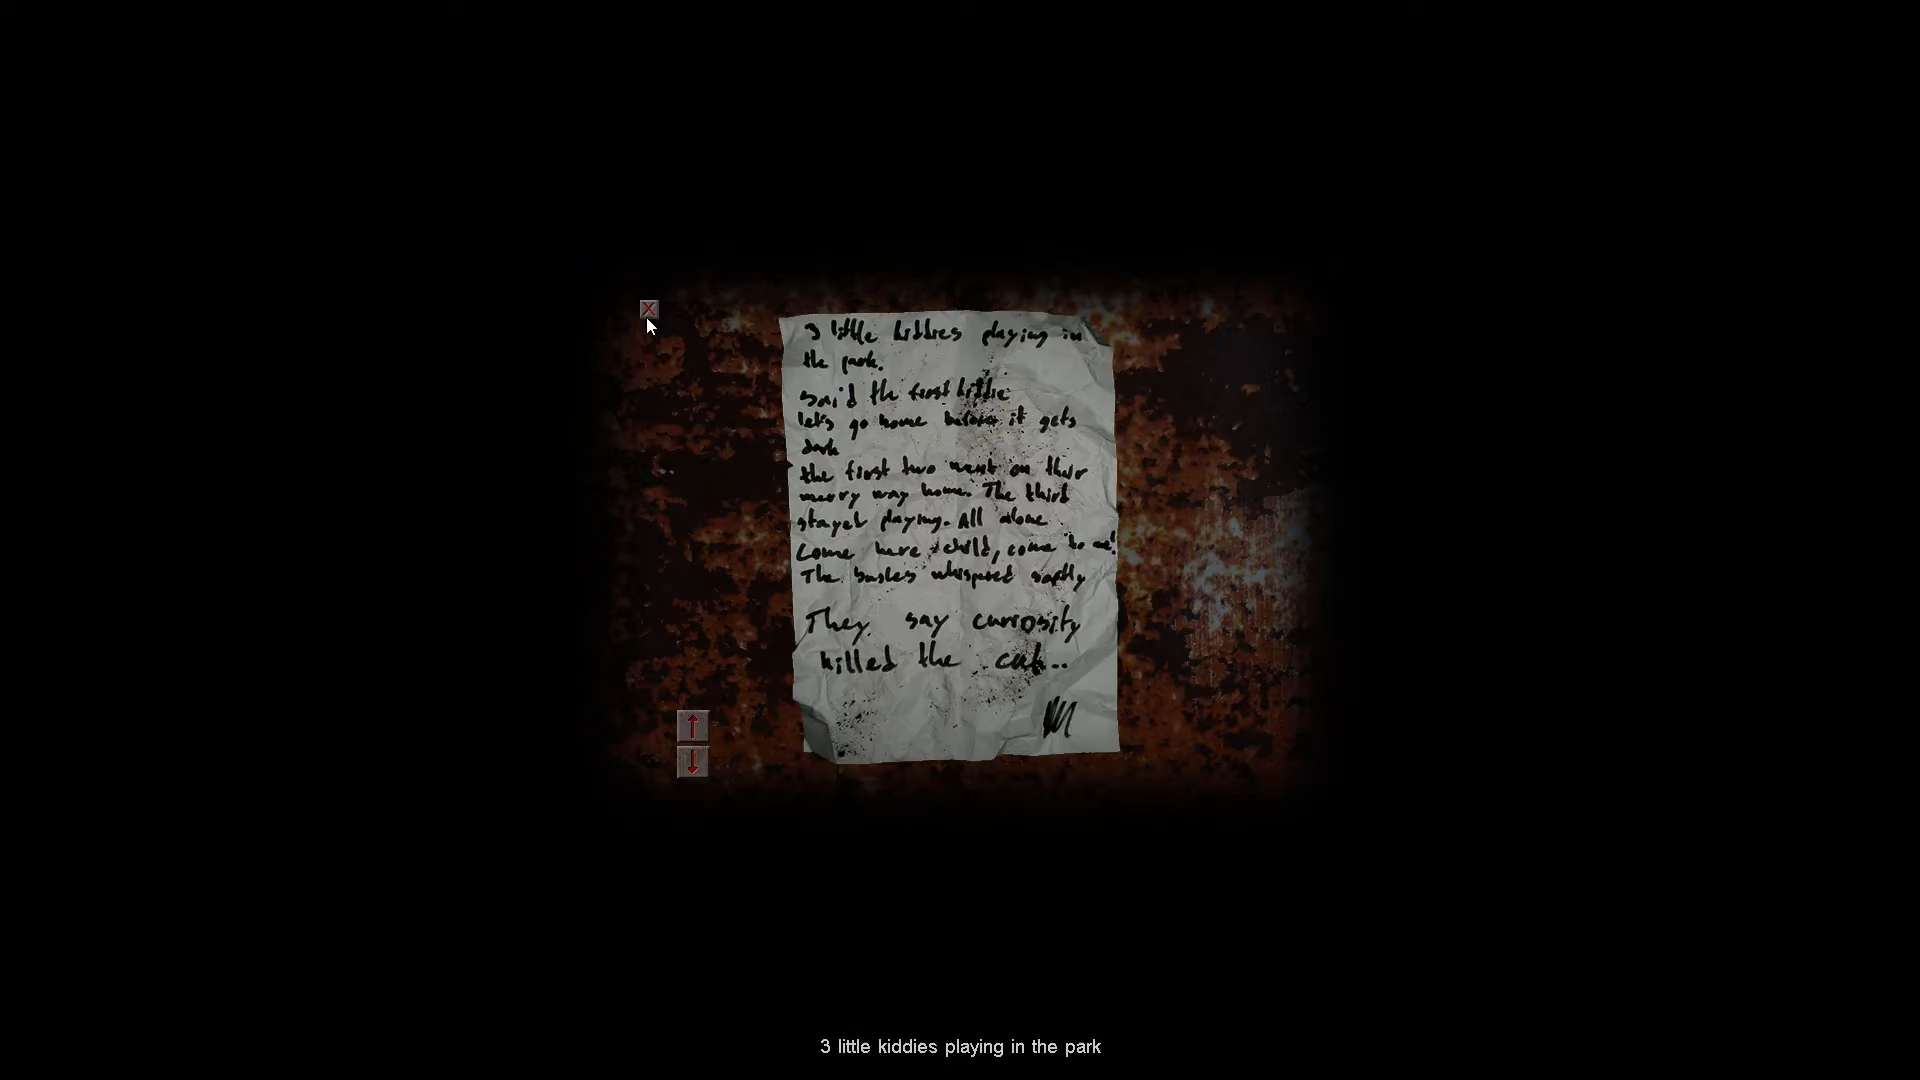 3 little kiddies playing in
the park.
said the first kiddie
let's go home before it gets
dark
the first two went on their
merry way home. The third
stayed playing. All alone
Come here child, come to me!
The bushes whispered softly
They say curiosity
killed the cat..
3 little kiddies playing in the park